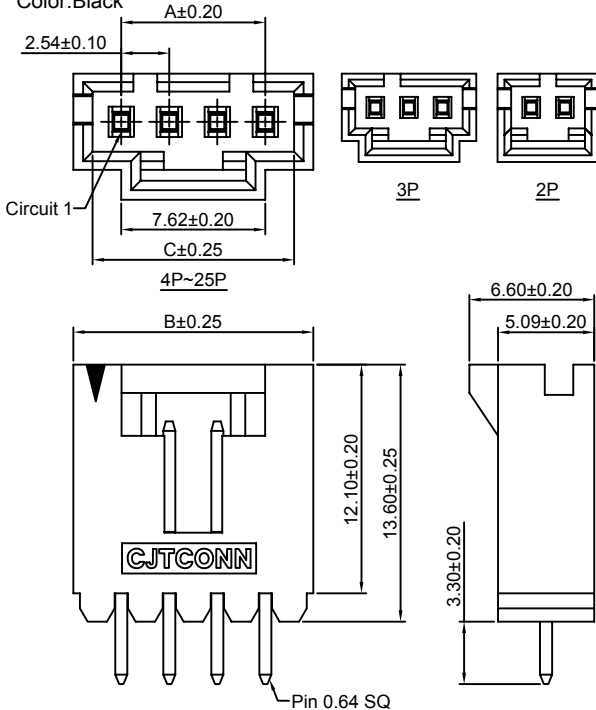 Color:Black
A±0.20
2.54±0.10
Circuit 1
7.62±0.20
C±0.25
4P~25P
3P
2P
B±0.25
6.60±0.20
5.09±0.20
12.10±0.20
13.60±0.25
3.30±0.20
CJTCONN
Pin 0.64 SQ